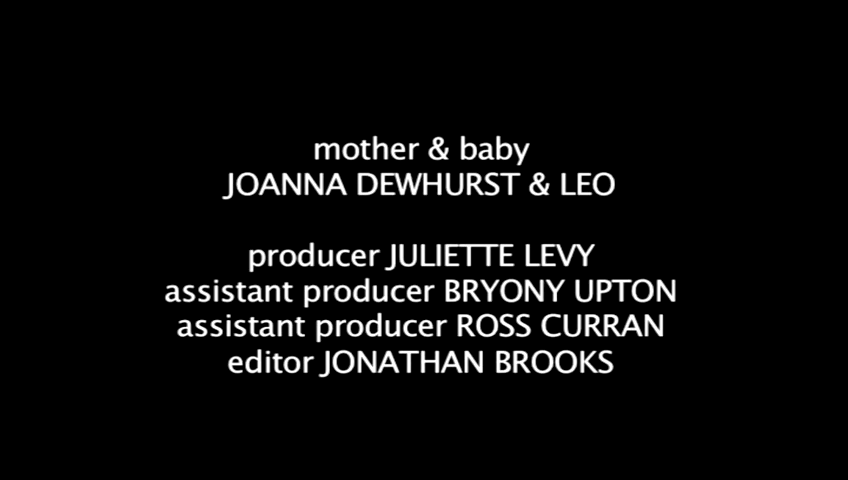 mother & baby
JOANNA DEWHURST & LEO
producer JULIETTE LEVY
assistant producer BRYONY UPTON
assistant producer ROSS CURRAN
editor JONATHAN BROOKS